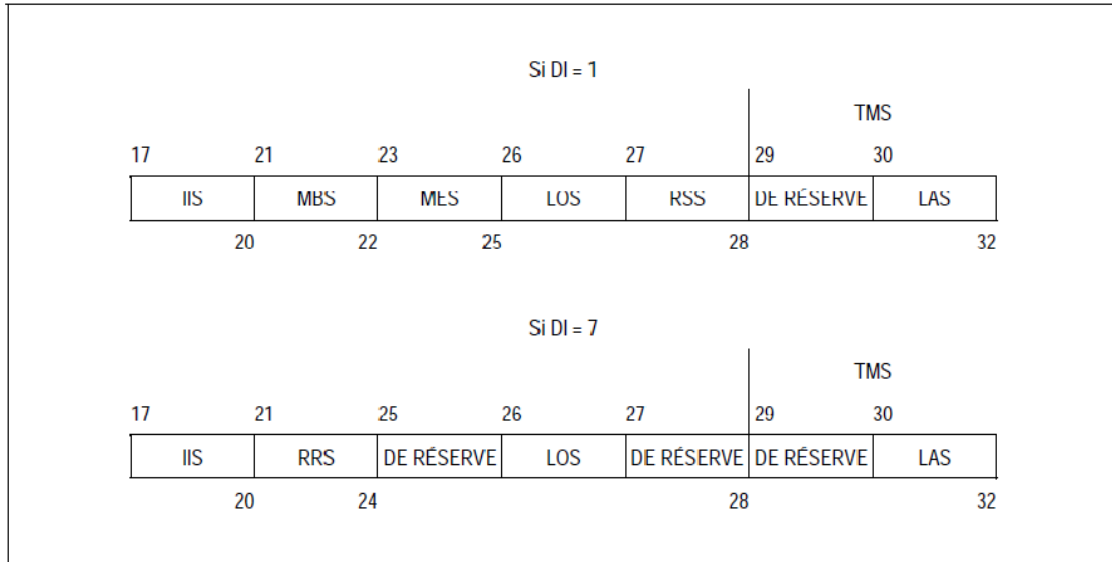 Si DI = 1
TMS
17 21 23 26 27 29 30
IIS MBS MES LOS RSS DE RÉSERVE LAS
20 22 25 28 32
Si DI = 7
TMS
17 21 25 26 27 29 30
IIS RRS DE RÉSERVE LOS DE RÉSERVE DE RÉSERVE LAS
20 24 28 32